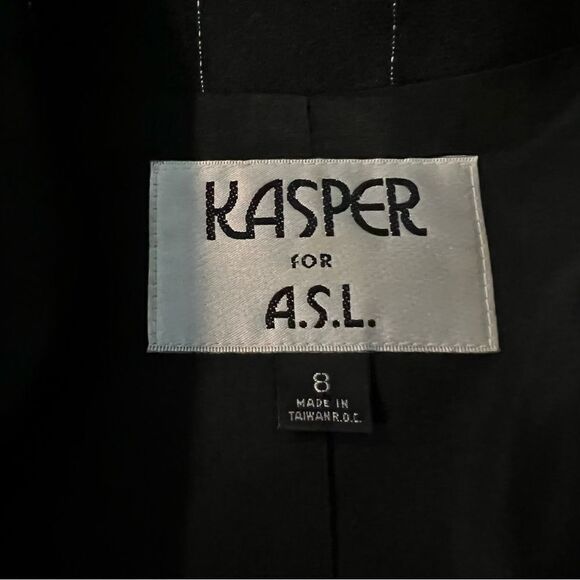 KASPER
FOR
A.S.L.
8
MADE IN
TAIWAN R.O.C.